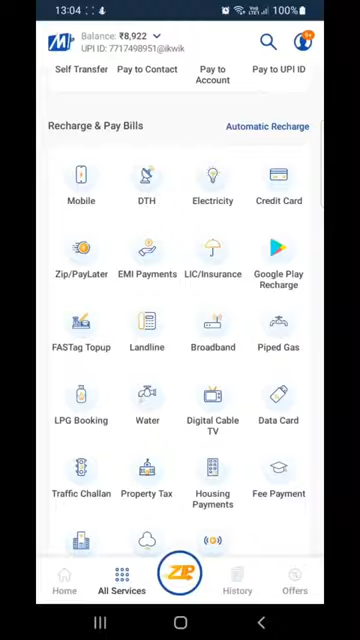 13:04
100%
Balance: ₹8,922
UPI ID: 7717498951@ikwik
9+
Self Transfer
Pay to Contact
Pay to
Account
Pay to UPI ID
Recharge & Pay Bills
Automatic Recharge
Mobile
DTH
Electricity
Credit Card
Zip/PayLater
EMI Payments
LIC/Insurance
Google Play
Recharge
FASTag Topup
Landline
Broadband
Piped Gas
LPG Booking
Water
Digital Cable
TV
Data Card
Traffic Challan
Property Tax
Housing
Payments
Fee Payment
Home
All Services
ZIP
History
Offers